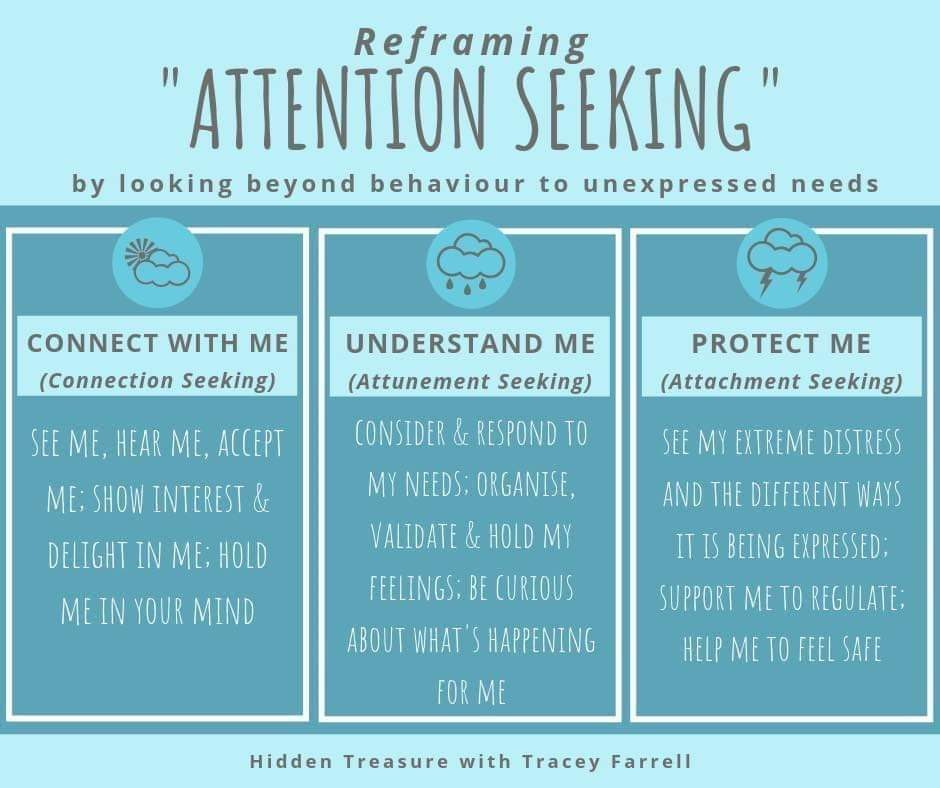 Reframing
"ATTENTION SEEKING"
by looking beyond behaviour to unexpressed needs
CONNECT WITH ME
(Connection Seeking)
SEE ME, HEAR ME, ACCEPT
ME; SHOW INTEREST &
DELIGHT IN ME; HOLD
ME IN YOUR MIND
UNDERSTAND ME
(Attunement Seeking)
CONSIDER & RESPOND TO
MY NEEDS; ORGANISE,
VALIDATE & HOLD MY
FEELINGS; BE CURIOUS
ABOUT WHAT'S HAPPENING
FOR ME
PROTECT ME
(Attachment Seeking)
SEE MY EXTREME DISTRESS
AND THE DIFFERENT WAYS
IT IS BEING EXPRESSED;
SUPPORT ME TO REGULATE;
HELP ME TO FEEL SAFE
Hidden Treasure with Tracey Farrell